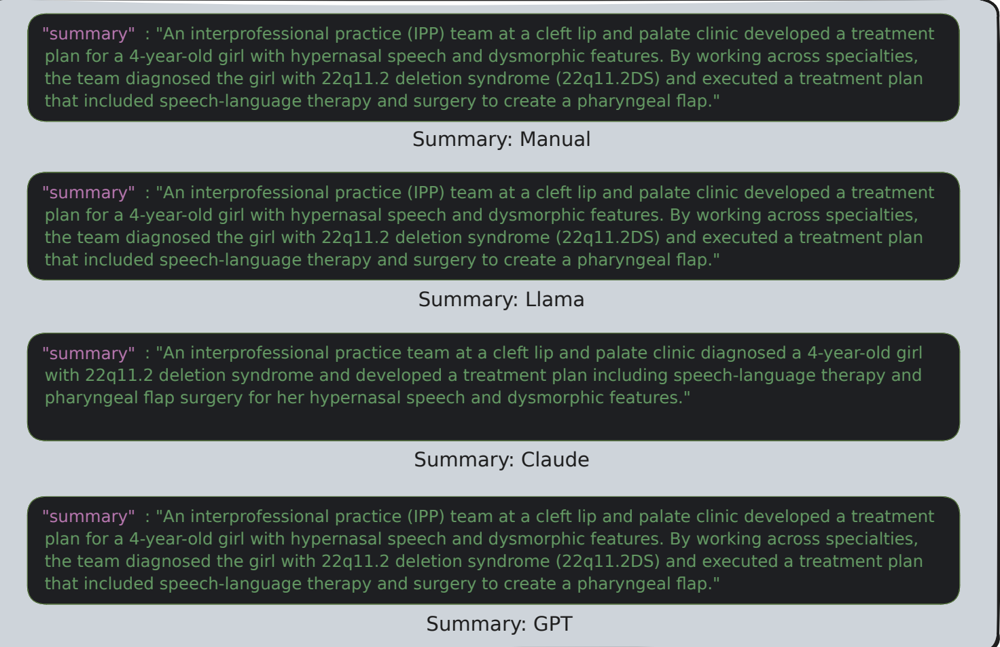 "summary" : "An interprofessional practice (IPP) team at a cleft lip and palate clinic developed a treatment
plan for a 4-year-old girl with hypernasal speech and dysmorphic features. By working across specialties,
the team diagnosed the girl with 22q11.2 deletion syndrome (22q11.2DS) and executed a treatment plan
that included speech-language therapy and surgery to create a pharyngeal flap."
Summary: Manual
"summary" : "An interprofessional practice (IPP) team at a cleft lip and palate clinic developed a treatment
plan for a 4-year-old girl with hypernasal speech and dysmorphic features. By working across specialties,
the team diagnosed the girl with 22q11.2 deletion syndrome (22q11.2DS) and executed a treatment plan
that included speech-language therapy and surgery to create a pharyngeal flap."
Summary: Llama
"summary" : "An interprofessional practice team at a cleft lip and palate clinic diagnosed a 4-year-old girl
with 22q11.2 deletion syndrome and developed a treatment plan including speech-language therapy and
pharyngeal flap surgery for her hypernasal speech and dysmorphic features."
Summary: Claude
"summary" : "An interprofessional practice (IPP) team at a cleft lip and palate clinic developed a treatment
plan for a 4-year-old girl with hypernasal speech and dysmorphic features. By working across specialties,
the team diagnosed the girl with 22q11.2 deletion syndrome (22q11.2DS) and executed a treatment plan
that included speech-language therapy and surgery to create a pharyngeal flap."
Summary: GPT